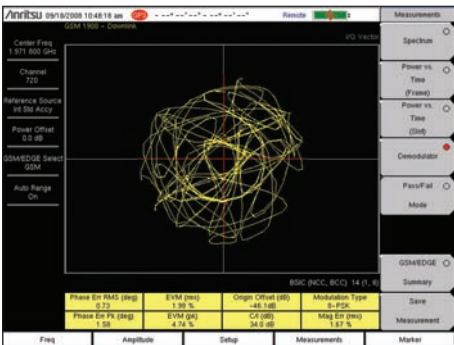 Anritsu 09/18/2008 10:48:18 am GPS Remote
GSM 1900 - Downlink
I/Q Vector
Center Freq
1.971 800 GHz
Channel
720
Reference Source
Int Std Accy
Power Offset
0.0 dB
GSM/EDGE Select
GSM
Auto Range
On
BSIC (NCC, BCC) 14 (1, 6)
Phase Err RMS (deg)
0.73
EVM (rms)
1.98 %
Origin Offset (dB)
-46.1dB
Modulation Type
8-PSK
Phase Err Pk (deg)
1.58
EVM (pk)
4.74 %
C/I (dB)
34.0 dB
Mag Err (rms)
1.67 %
Measurements
Spectrum
Power vs.
Time
(Frame)
Power vs.
Time
(Slot)
Demodulator
Pass/Fail
Mode
GSM/EDGE
Summary
Save
Measurement
Freq
Amplitude
Setup
Measurements
Marker